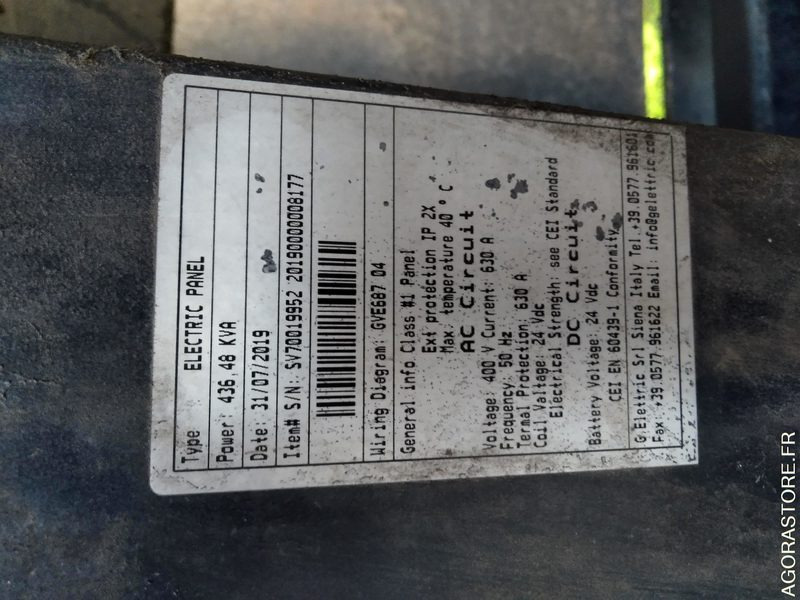 Type ELECTRIC PANEL
Power: 436.48 KVA
Date: 31/07/2019
Item# S/N: SV70019952 20190000008177
Wiring Diagram: GVE687 04
General info Class #1 Panel
Ext protection IP 2X
Max. temperature 40 ° C
AC Circuit
Voltage: 400 V Current: 630 A
Frequency: 50 Hz
Termal Protection: 630 A
Coil Valtage: 24 Vdc
Electrical Strength: see CEI Standard
DC Circuit
Battery Voltage: 24 Vdc
CEI EN 60439-1 Conformity
G.Elettric Srl Siena Italy Tel.+39.0577.961601
Fax +39.0577.961622 Email: info@gelettric.com
AGORASTORE.FR